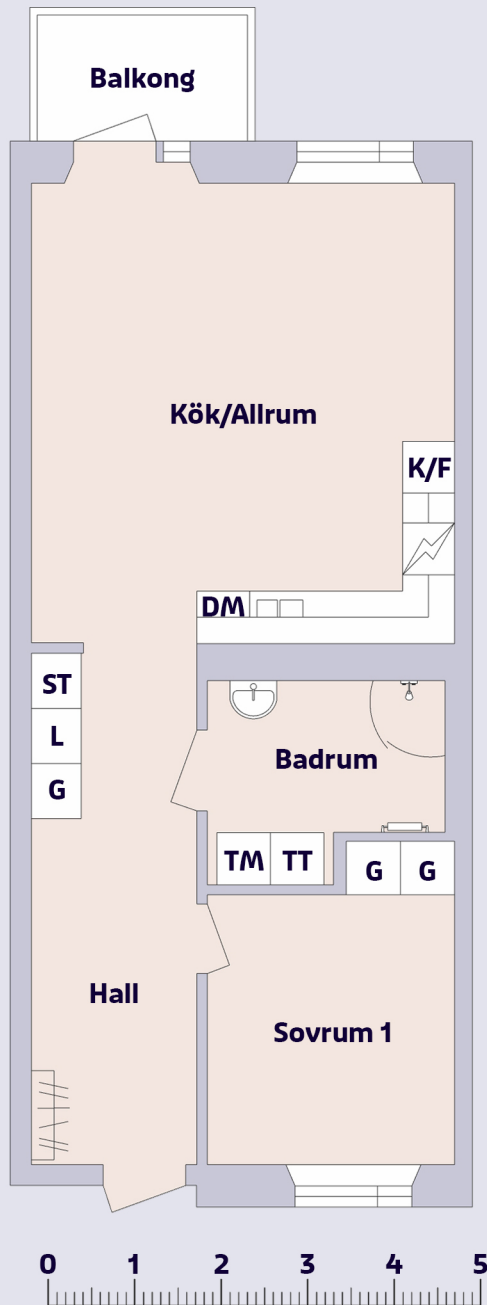 Balkong
Kök/Allrum
K/F
DM
ST
L
G
Badrum
TM TT
G G
Hall
Sovrum 1
0 1 2 3 4 5